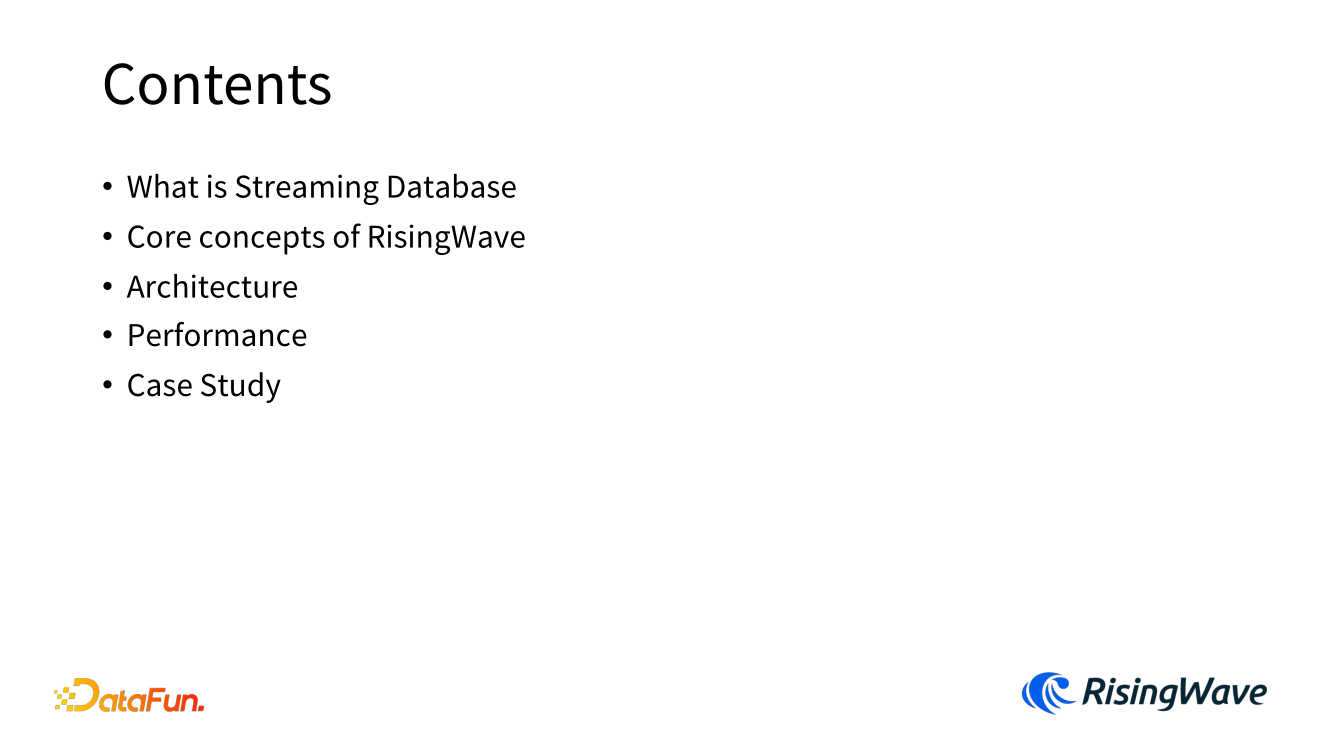 Contents
• What is Streaming Database
• Core concepts of RisingWave
• Architecture
• Performance
• Case Study
DataFun.
RisingWave